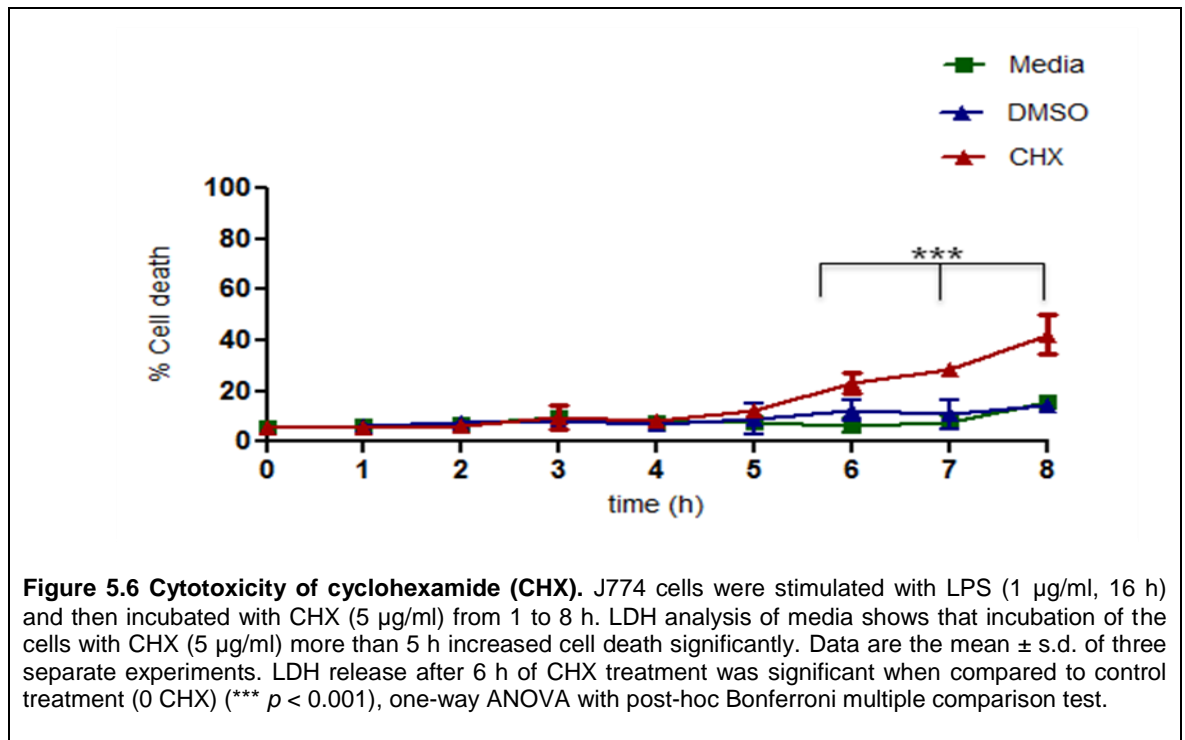 Media
DMSO
CHX
100
80
60
40
20
0
% Cell death
***
0 1 2 3 4 5 6 7 8
time (h)
Figure 5.6 Cytotoxicity of cyclohexamide (CHX). J774 cells were stimulated with LPS (1 µg/ml, 16 h)
and then incubated with CHX (5 µg/ml) from 1 to 8 h. LDH analysis of media shows that incubation of the
cells with CHX (5 µg/ml) more than 5 h increased cell death significantly. Data are the mean ± s.d. of three
separate experiments. LDH release after 6 h of CHX treatment was significant when compared to control
treatment (0 CHX) (*** p < 0.001), one-way ANOVA with post-hoc Bonferroni multiple comparison test.